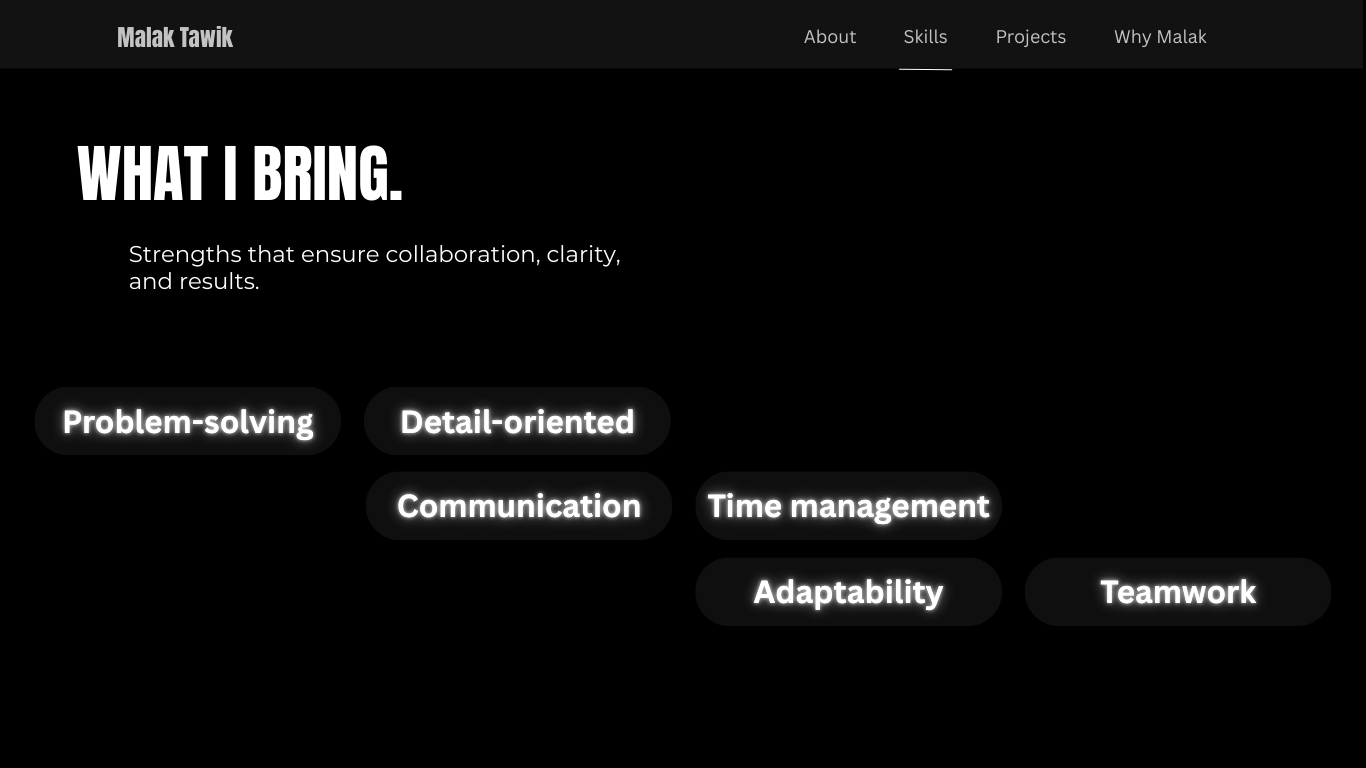 Malak Tawik
About
Skills
Projects
Why Malak
WHAT I BRING.
Strengths that ensure collaboration, clarity,
and results.
Problem-solving
Detail-oriented
Communication
Time management
Adaptability
Teamwork